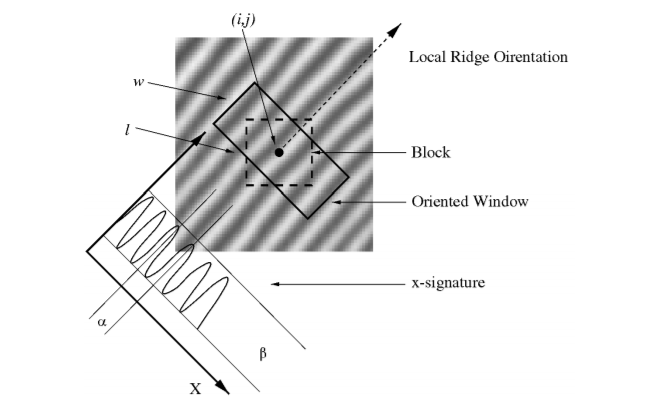 (i,j)
Local Ridge Oirentation
w
l
Block
Oriented Window
x-signature
α
β
X